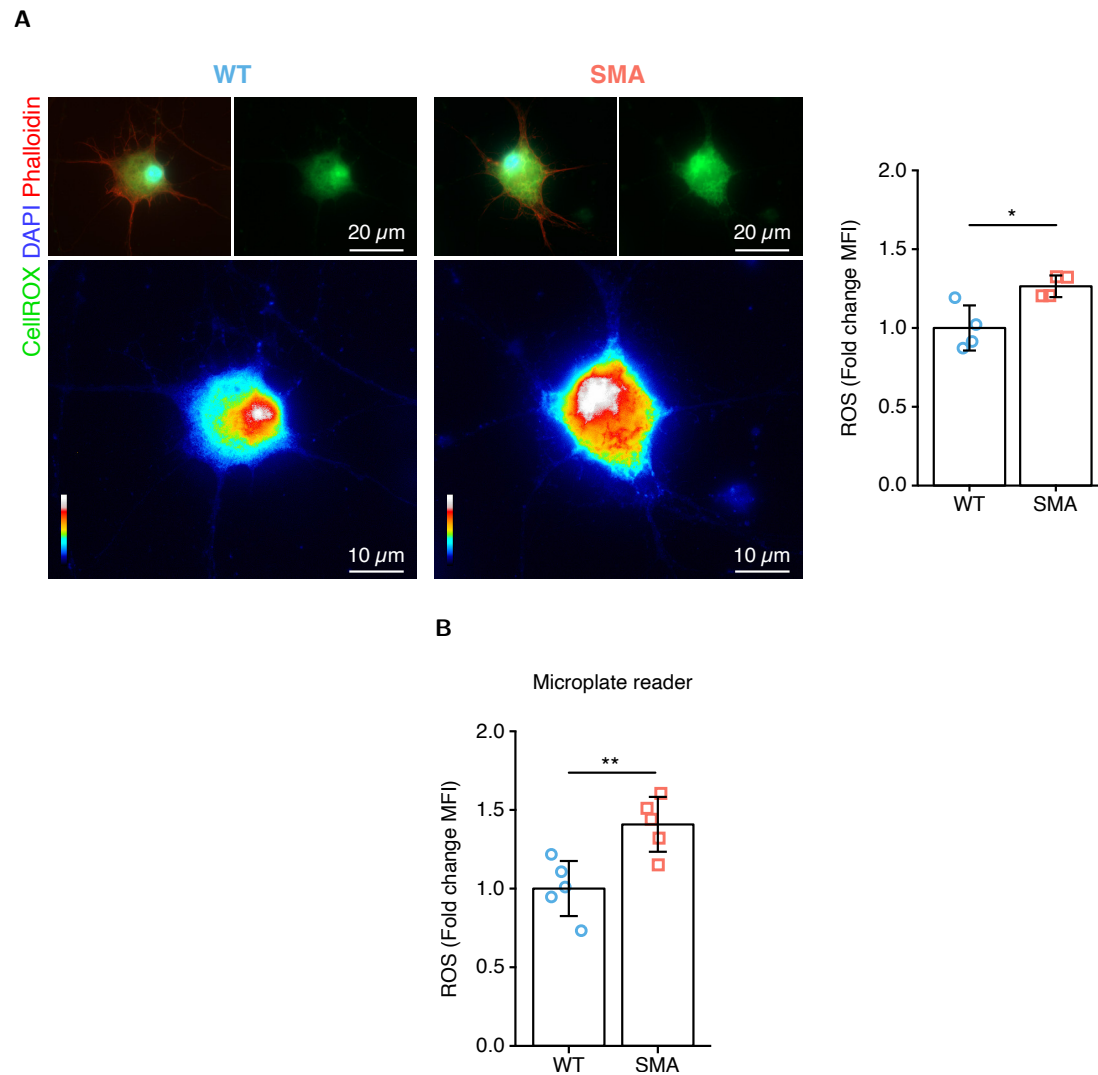 A
WT
SMA
CellROX DAPI Phalloidin
20 µm
20 µm
10 µm
10 µm
ROS (Fold change MFI)
2.0
1.5
1.0
0.5
0.0
*
WT
SMA
B
Microplate reader
ROS (Fold change MFI)
2.0
1.5
1.0
0.5
0.0
**
WT
SMA